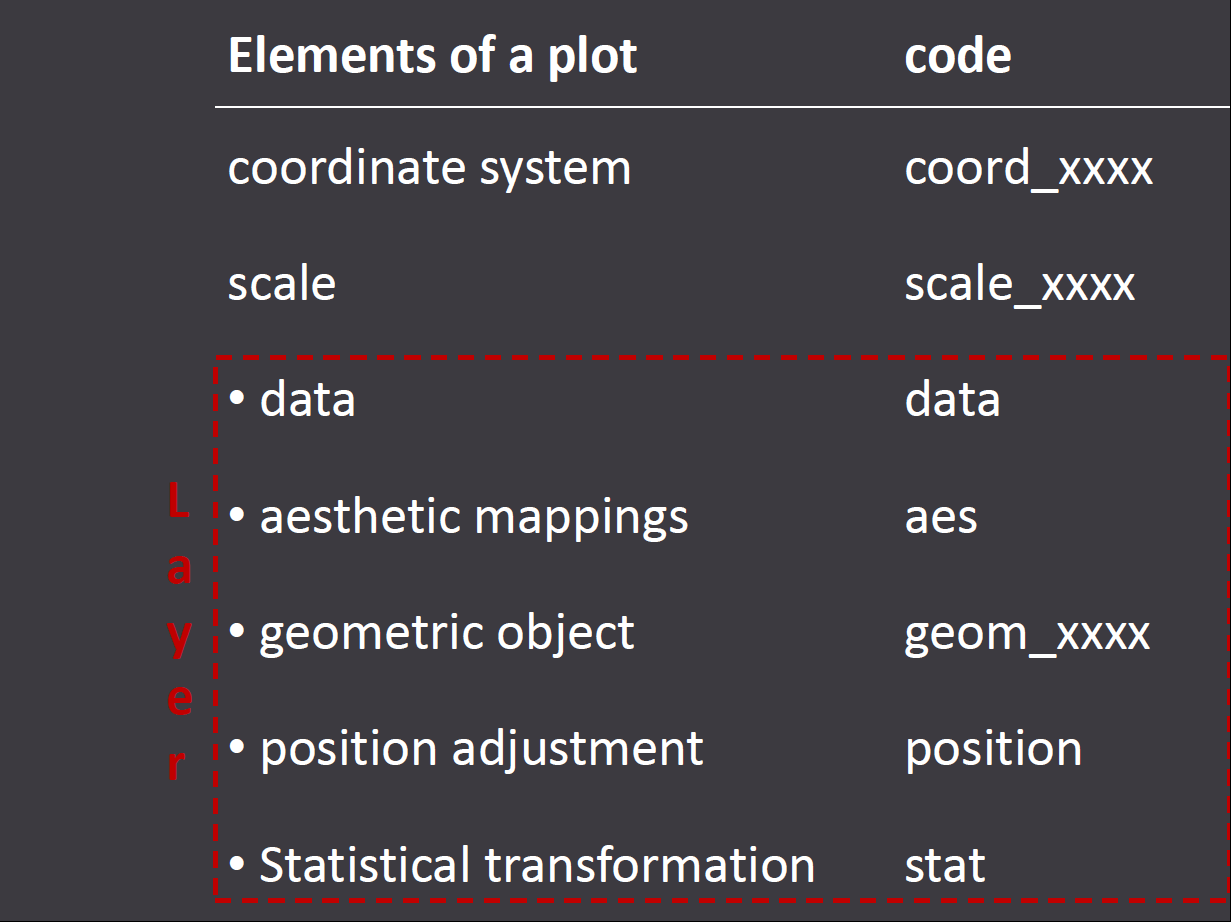 Elements of a plot code
coordinate system coord_xxxx
scale scale_xxxx
• data data
• aesthetic mappings aes
• geometric object geom_xxxx
• position adjustment position
• Statistical transformation stat
Layer